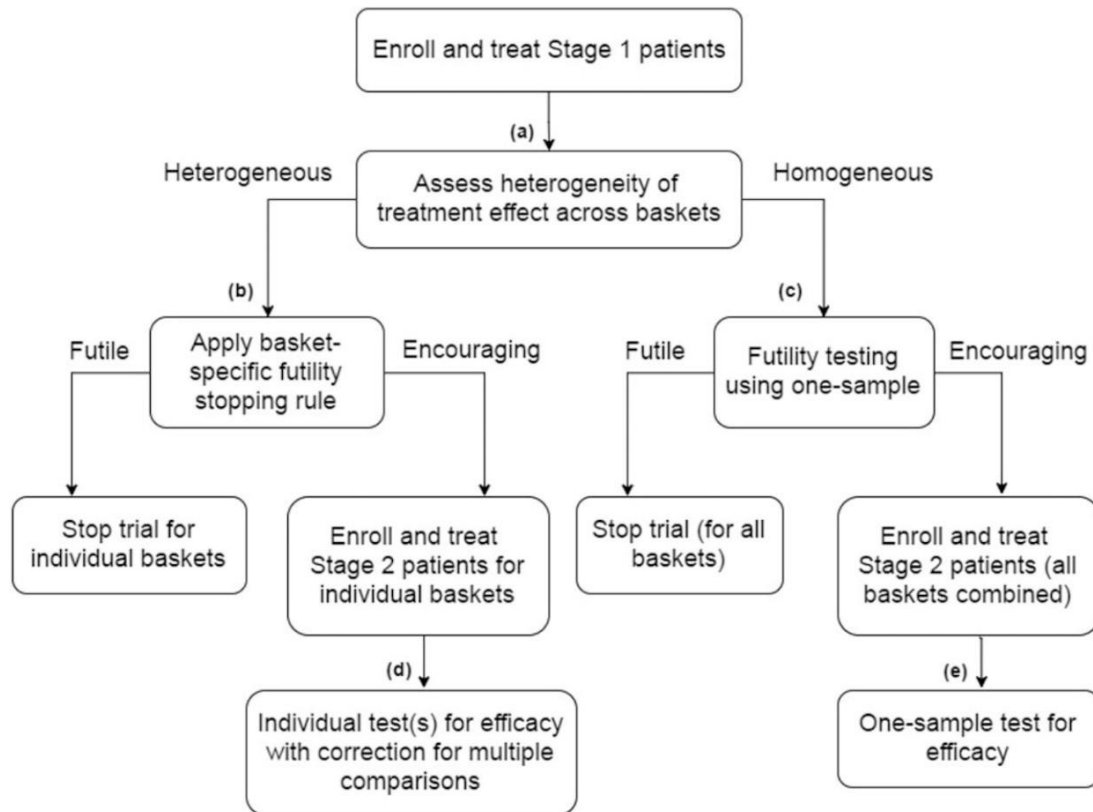 Enroll and treat Stage 1 patients
(a)
Heterogeneous
Homogeneous
Assess heterogeneity of
treatment effect across baskets
(b)
(c)
Futile
Apply basket-
specific futility
stopping rule
Encouraging
Futile
Futility testing
using one-sample
Encouraging
Stop trial for
individual baskets
Enroll and treat
Stage 2 patients for
individual baskets
Stop trial (for all
baskets)
Enroll and treat
Stage 2 patients (all
baskets combined)
(d)
(e)
Individual test(s) for efficacy
with correction for multiple
comparisons
One-sample test for
efficacy